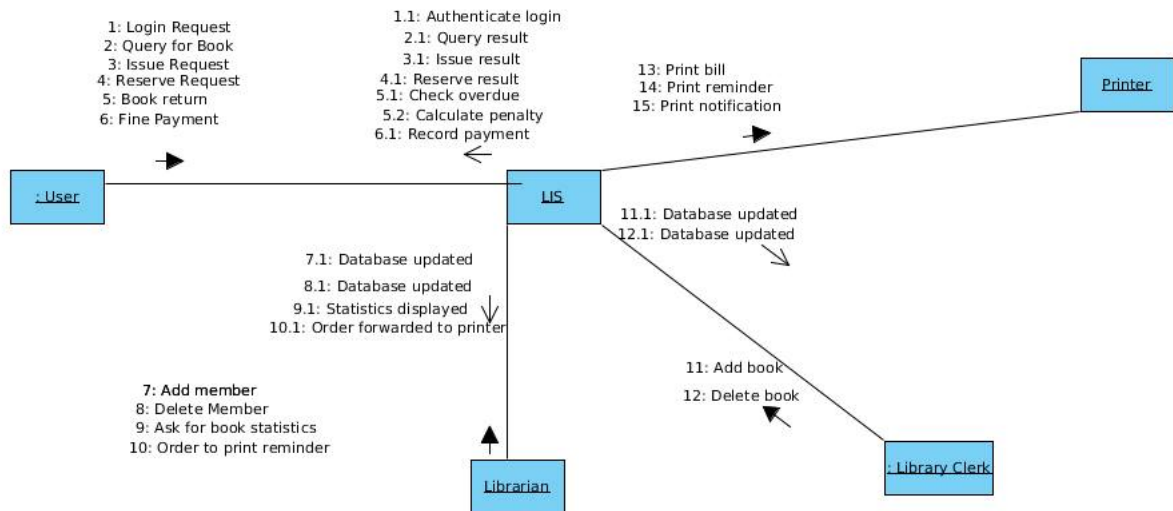 1: Login Request
2: Query for Book
3: Issue Request
4: Reserve Request
5: Book return
6: Fine Payment
1.1: Authenticate login
2.1: Query result
3.1: Issue result
4.1: Reserve result
5.1: Check overdue
5.2: Calculate penalty
6.1: Record payment
13: Print bill
14: Print reminder
15: Print notification
Printer
: User
LIS
11.1: Database updated
12.1: Database updated
7.1: Database updated
8.1: Database updated
9.1: Statistics displayed
10.1: Order forwarded to printer
11: Add book
12: Delete book
7: Add member
8: Delete Member
9: Ask for book statistics
10: Order to print reminder
Librarian
: Library Clerk